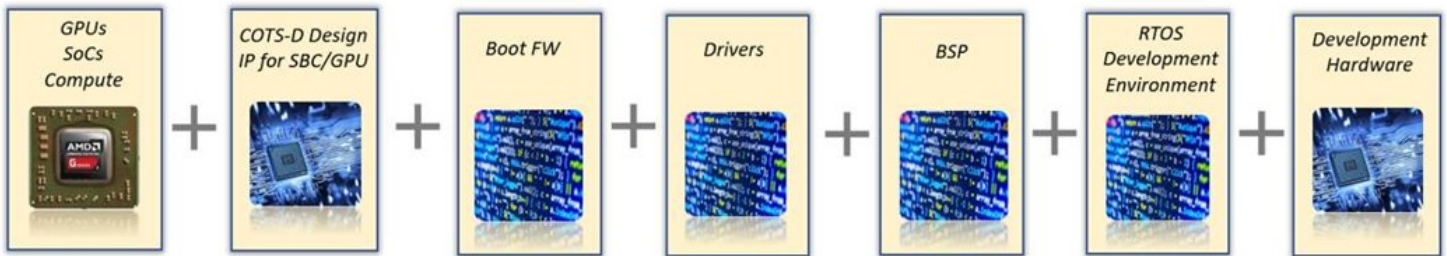 GPUs
SoCs
Compute
AMD
COTS-D Design
IP for SBC/GPU
Boot FW
Drivers
BSP
RTOS
Development
Environment
Development
Hardware